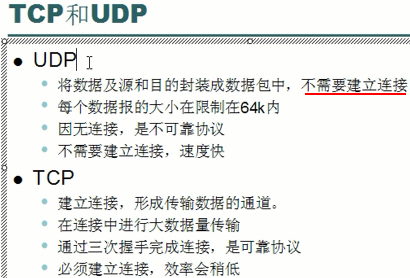 TCP和UDP
UDP
将数据及源和目的封装成数据包中，不需要建立连接
每个数据报的大小在限制在64k内
因无连接，是不可靠协议
不需要建立连接，速度快
TCP
建立连接，形成传输数据的通道。
在连接中进行大数据量传输
通过三次握手完成连接，是可靠协议
必须建立连接，效率会稍低